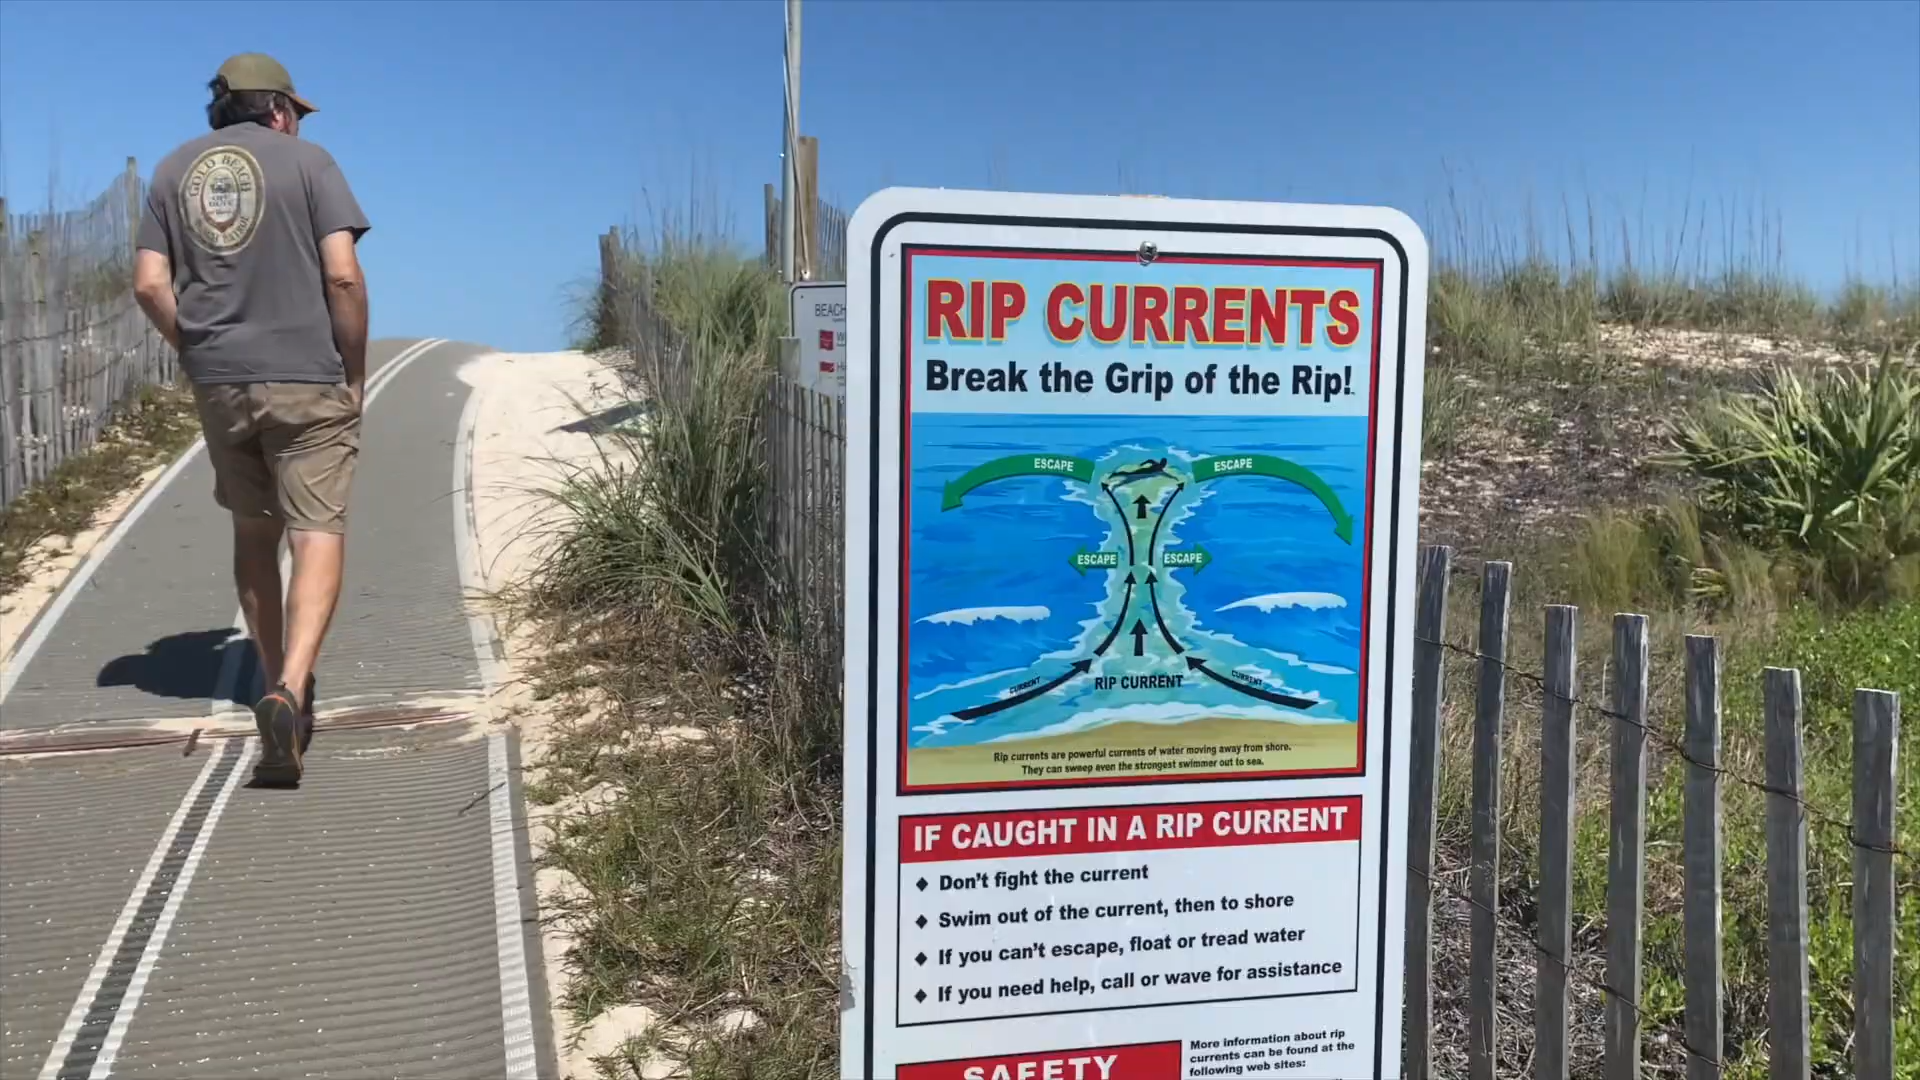 GOLD BEACH
BEACH
RIP CURRENTS
Break the Grip of the Rip!
ESCAPE
ESCAPE
ESCAPE
ESCAPE
CURRENT
RIP CURRENT
CURRENT
Rip currents are powerful currents of water moving away from shore.
They can sweep even the strongest swimmer out to sea.
IF CAUGHT IN A RIP CURRENT
♦ Don't fight the current
♦ Swim out of the current, then to shore
♦ If you can't escape, float or tread water
♦ If you need help, call or wave for assistance
SAFETY
More information about rip
currents can be found at the
following web sites: